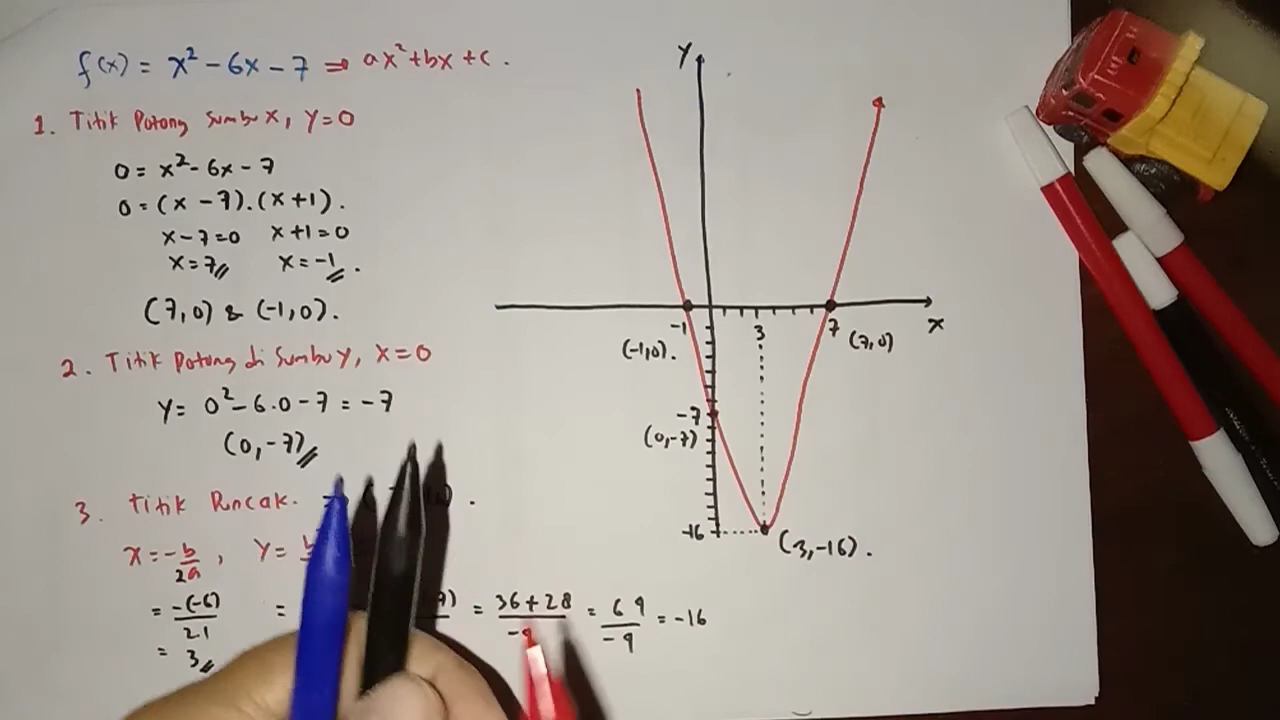 f(x) = x² - 6x - 7 ⇒ ax² + bx + c .
1. Titik Potong Sumbu X, Y=0
0 = x² - 6x - 7
0 = (x - 7).(x + 1).
x - 7 = 0 x + 1 = 0
x = 7 x = -1 .
(7,0) & (-1,0).
2. Titik Potong di Sumbu Y, X=0
Y = 0² - 6.0 - 7 = -7
(0,-7)
3. Titik Puncak.
X = -b/2a , Y =
= -(-6)/2.1 = = 36+28/-4 = 64/-4 = -16
= 3
Y
X
-1
3
7
(-1,0).
(7,0)
-7
(0,-7)
-16
(3,-16).